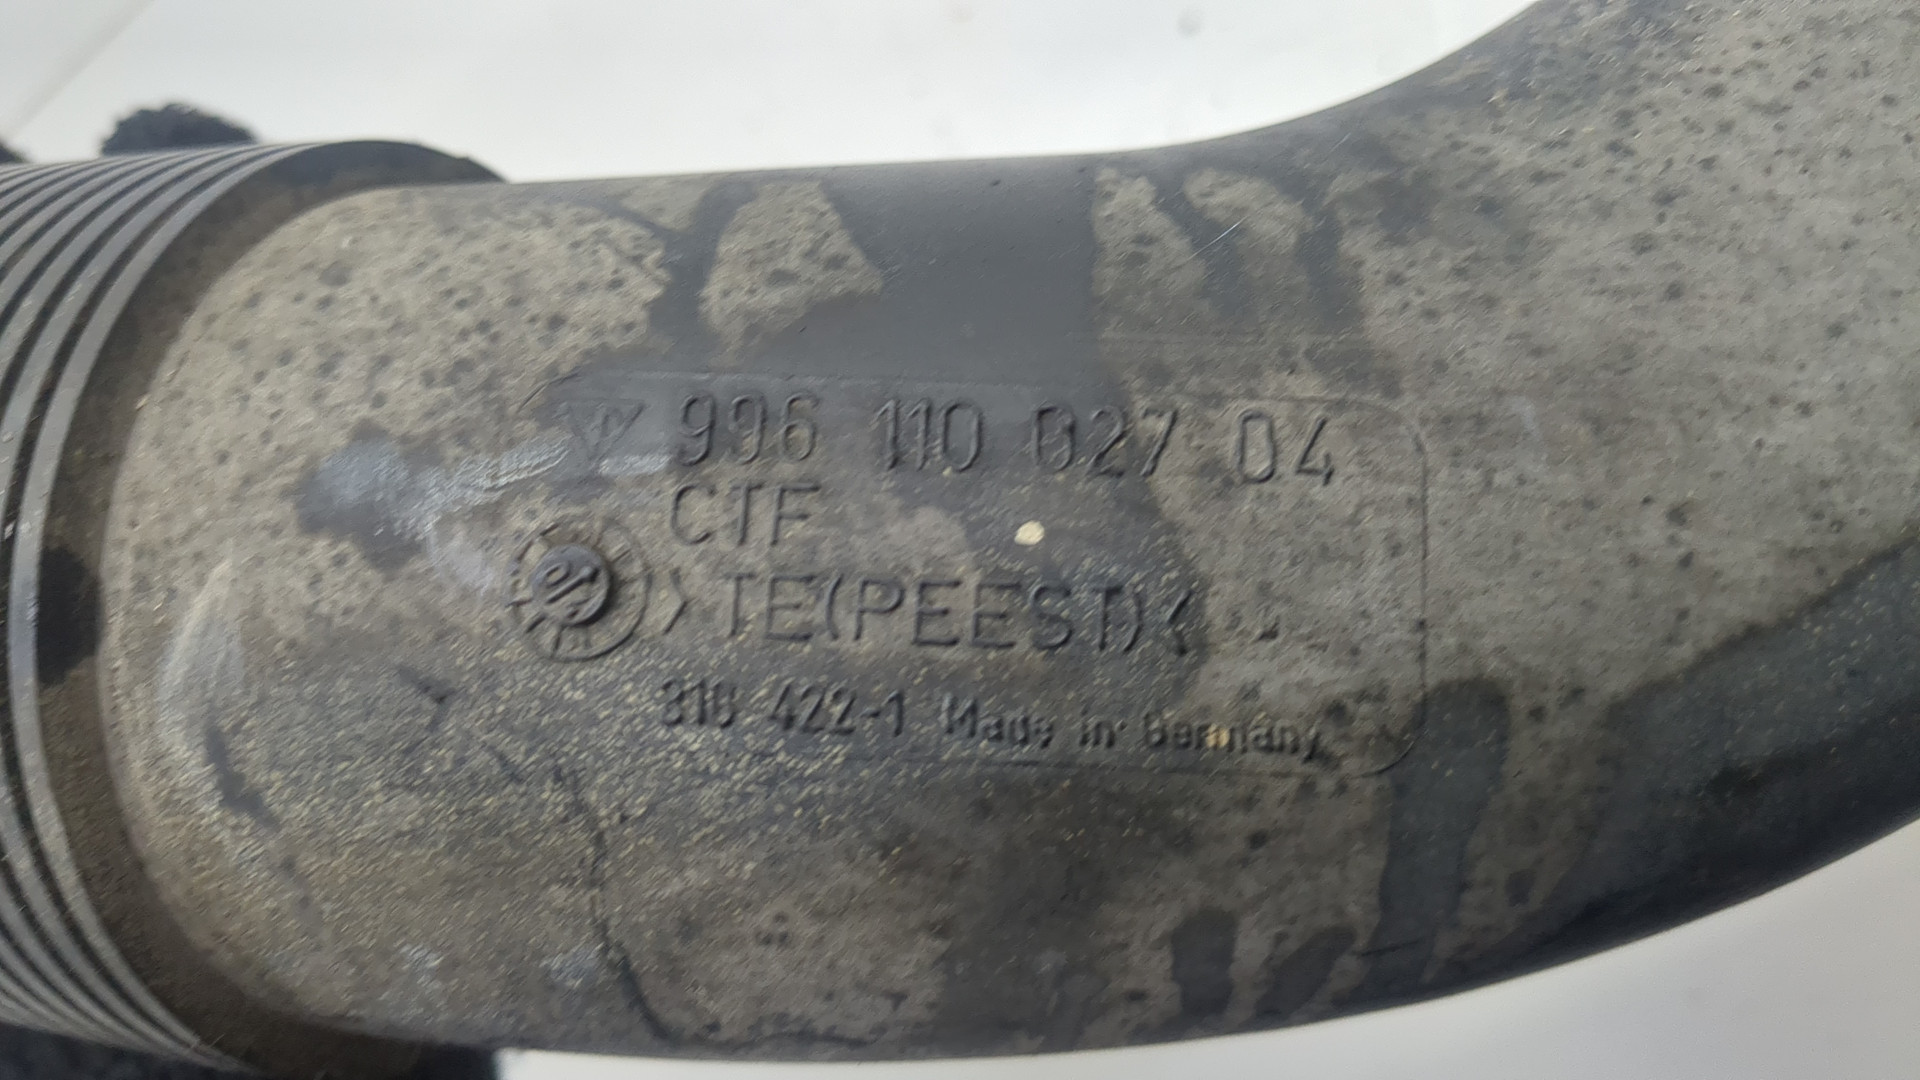 996 110 027 04
CTF
>TE(PEEST)<
316 422-1 Made in Germany